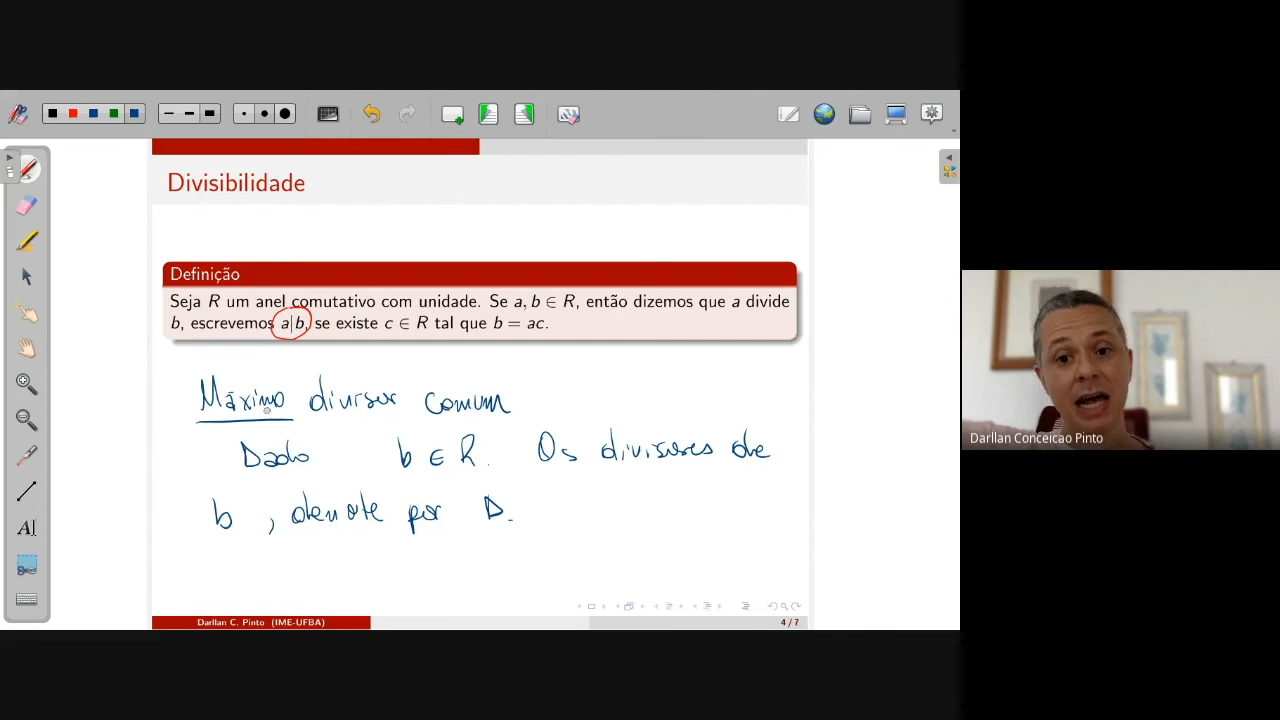 Divisibilidade
Definição
Seja R um anel comutativo com unidade. Se a, b ∈ R, então dizemos que a divide
b, escrevemos a|b, se existe c ∈ R tal que b = ac.
Máximo divisor comum
Dado b ∈ R. Os divisores de
b, denote por D.
Darllan C. Pinto (IME-UFBA)
4 / 7
Darllan Conceicao Pinto